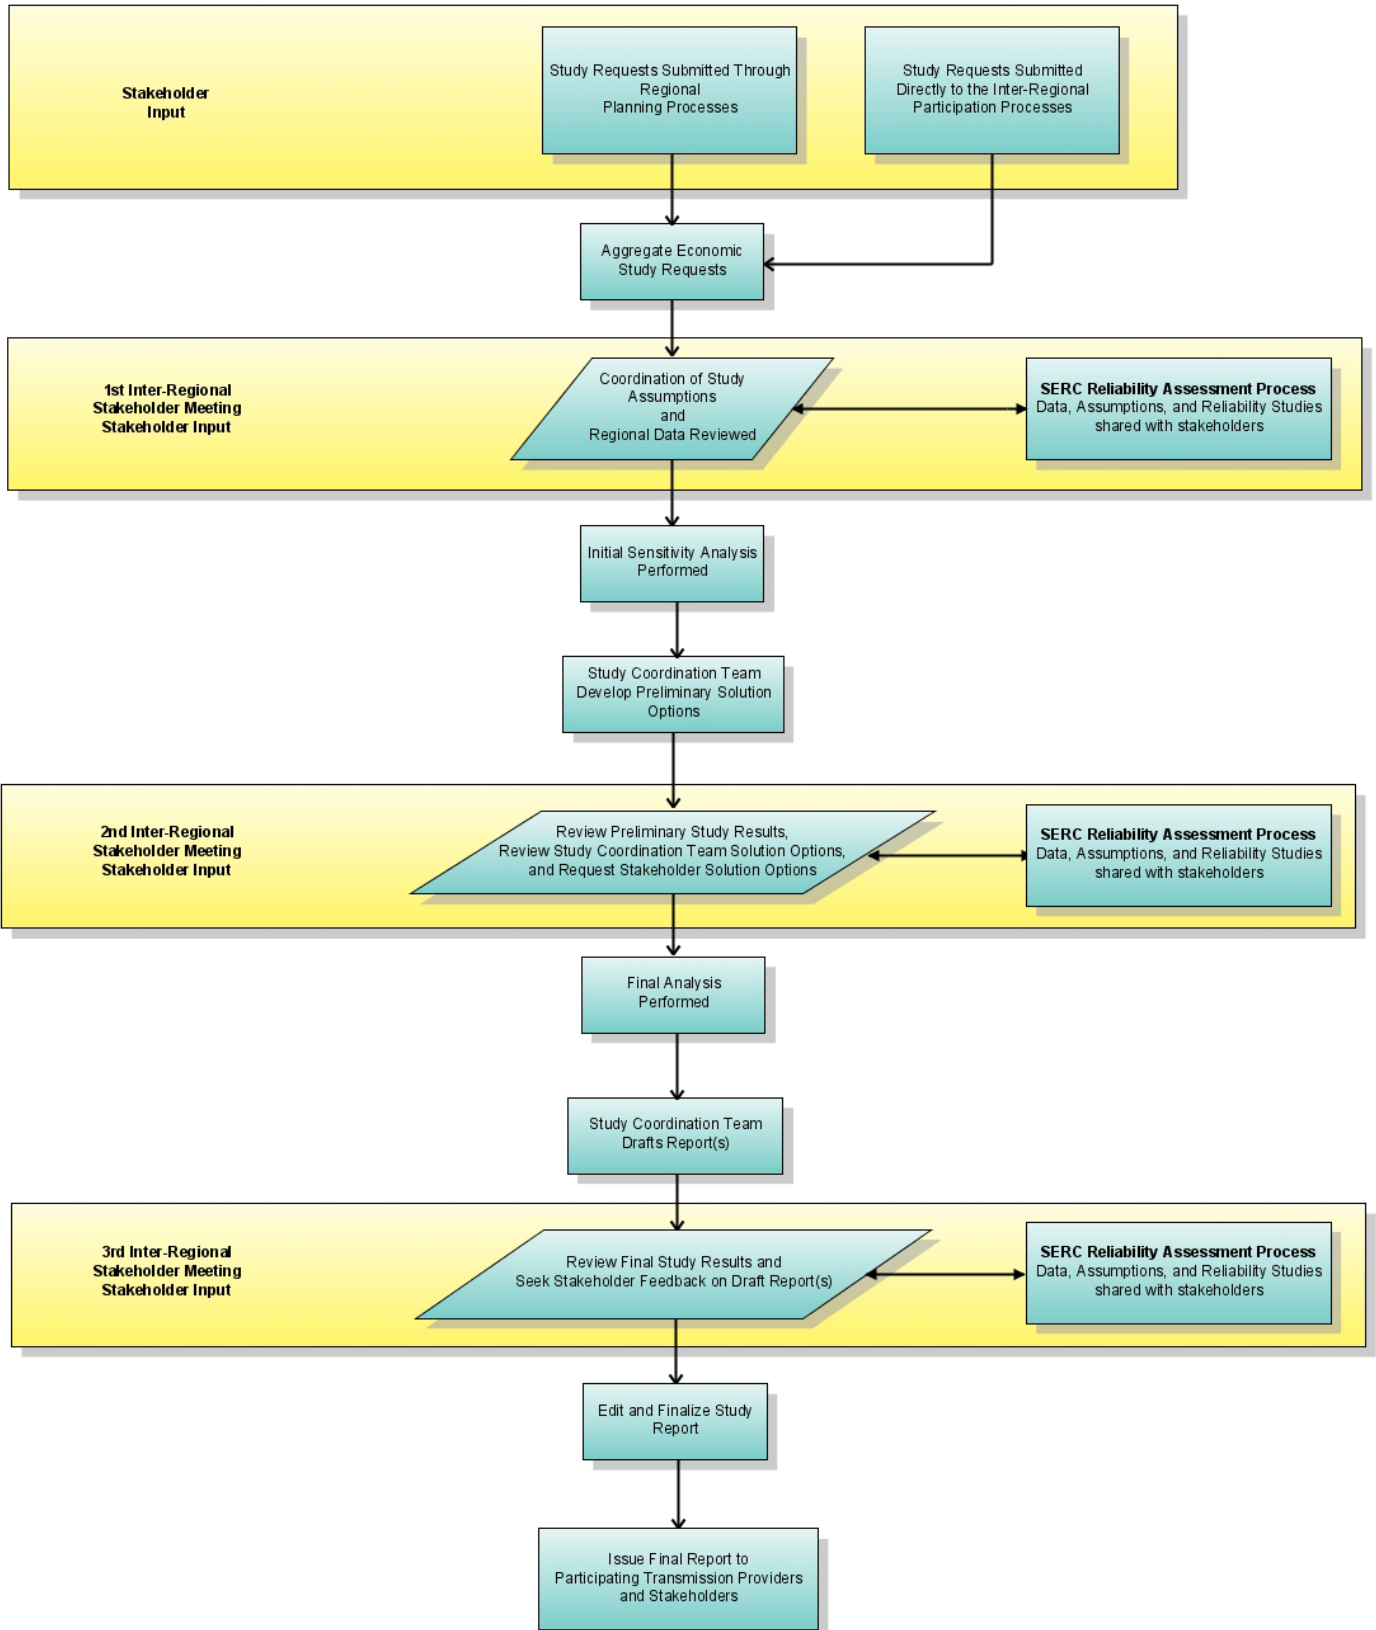 Stakeholder
Input
Study Requests Submitted Through
Regional
Planning Processes
Study Requests Submitted
Directly to the Inter-Regional
Participation Processes
Aggregate Economic
Study Requests
1st Inter-Regional
Stakeholder Meeting
Stakeholder Input
Coordination of Study
Assumptions
and
Regional Data Reviewed
SERC Reliability Assessment Process
Data, Assumptions, and Reliability Studies
shared with stakeholders
Initial Sensitivity Analysis
Performed
Study Coordination Team
Develop Preliminary Solution
Options
2nd Inter-Regional
Stakeholder Meeting
Stakeholder Input
Review Preliminary Study Results,
Review Study Coordination Team Solution Options,
and Request Stakeholder Solution Options
SERC Reliability Assessment Process
Data, Assumptions, and Reliability Studies
shared with stakeholders
Final Analysis
Performed
Study Coordination Team
Drafts Report(s)
3rd Inter-Regional
Stakeholder Meeting
Stakeholder Input
Review Final Study Results and
Seek Stakeholder Feedback on Draft Report(s)
SERC Reliability Assessment Process
Data, Assumptions, and Reliability Studies
shared with stakeholders
Edit and Finalize Study
Report
Issue Final Report to
Participating Transmission Providers
and Stakeholders